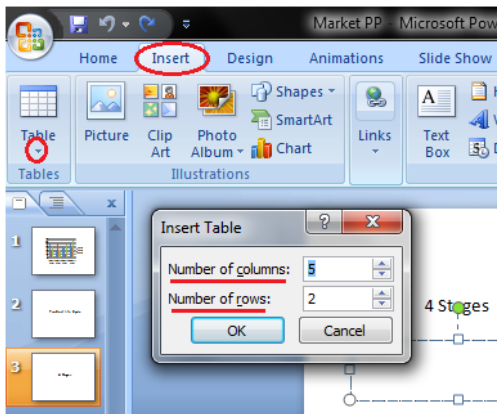 Market PP - Microsoft Pow
Home Insert Design Animations Slide Show
Table Picture Clip Art Photo Album Shapes SmartArt Chart Links Text Box
Tables Illustrations
1
2
3
Insert Table
Number of columns: 5
Number of rows: 2
OK Cancel
4 Stages